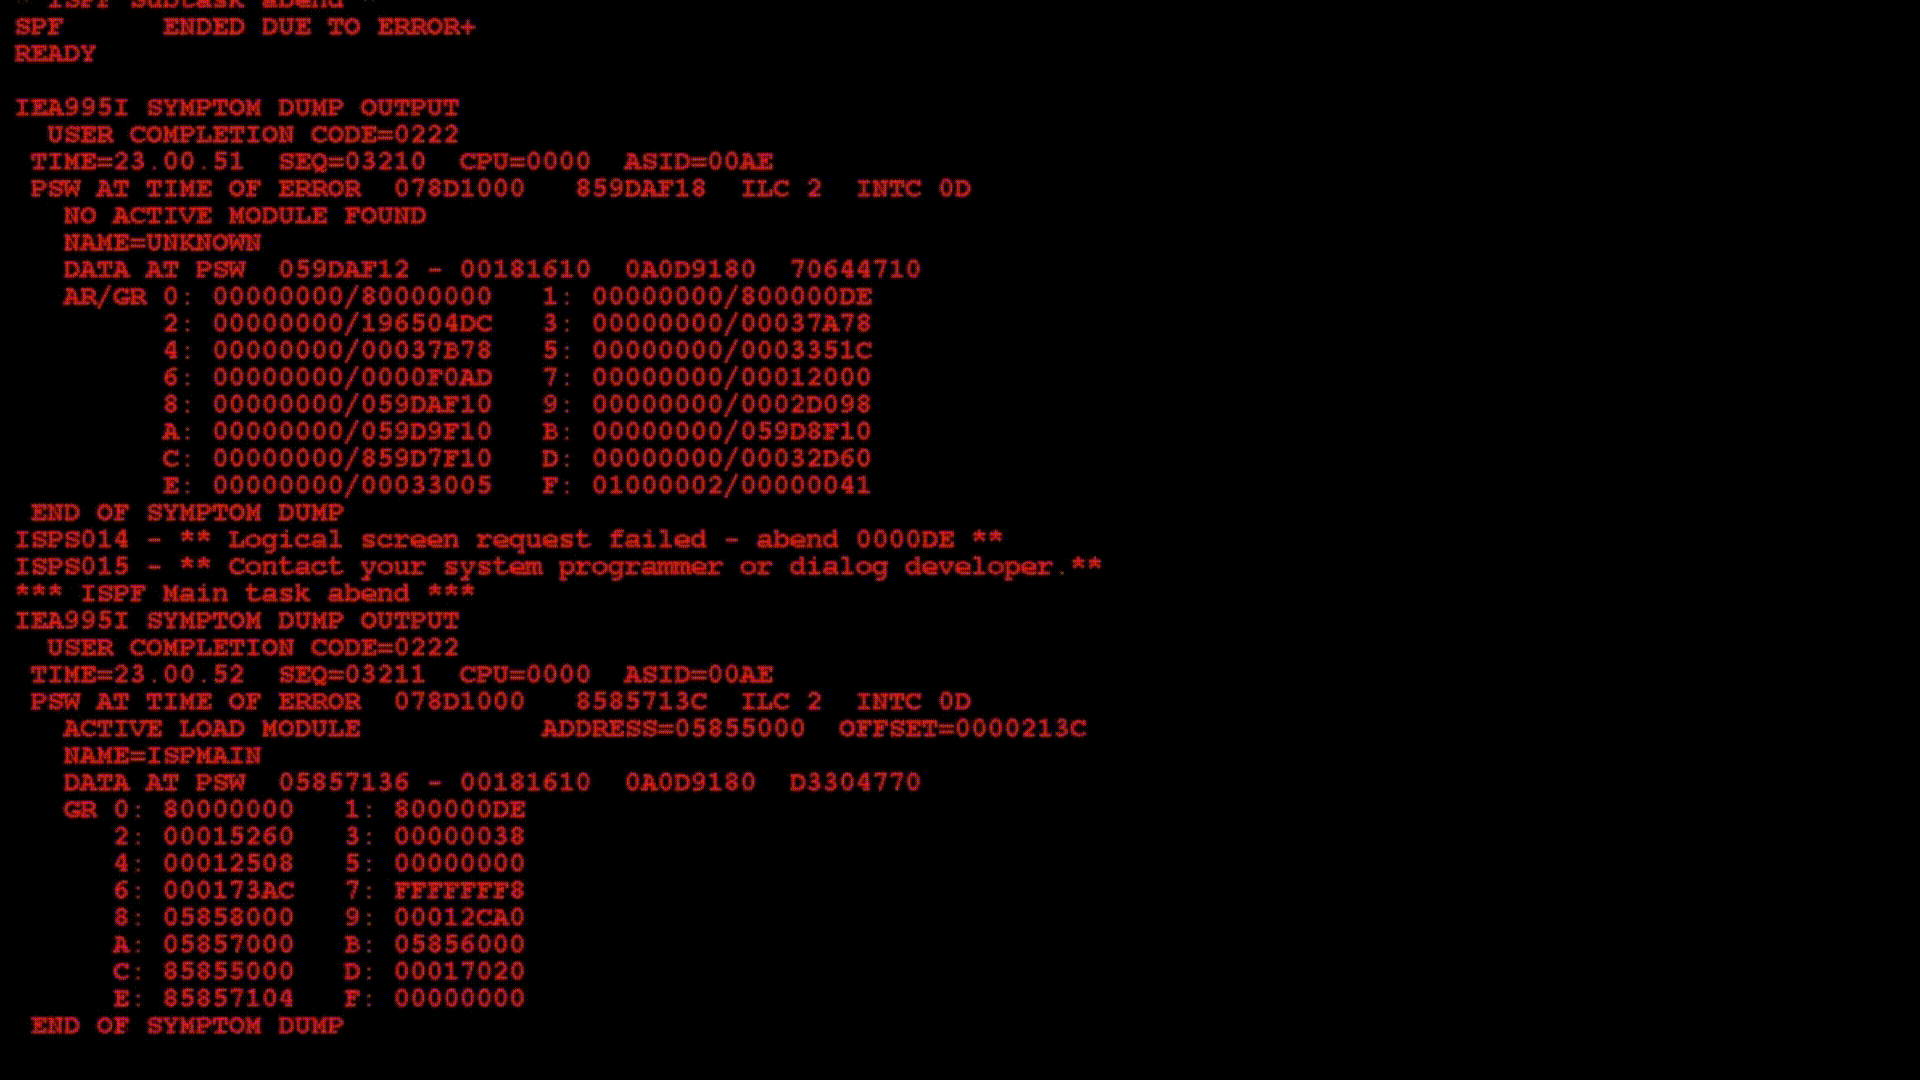 * ISPF Subtask abend *
SPF      ENDED DUE TO ERROR+
READY

IEA995I SYMPTOM DUMP OUTPUT
  USER COMPLETION CODE=0222
 TIME=23.00.51  SEQ=03210  CPU=0000  ASID=00AE
 PSW AT TIME OF ERROR  078D1000   859DAF18  ILC 2  INTC 0D
   NO ACTIVE MODULE FOUND
   NAME=UNKNOWN
   DATA AT PSW  059DAF12 - 00181610  0A0D9180  70644710
   AR/GR 0: 00000000/80000000   1: 00000000/800000DE
         2: 00000000/196504DC   3: 00000000/00037A78
         4: 00000000/00037B78   5: 00000000/0003351C
         6: 00000000/0000F0AD   7: 00000000/00012000
         8: 00000000/059DAF10   9: 00000000/0002D098
         A: 00000000/059D9F10   B: 00000000/059D8F10
         C: 00000000/859D7F10   D: 00000000/00032D60
         E: 00000000/00033005   F: 01000002/00000041
 END OF SYMPTOM DUMP
ISPS014 - ** Logical screen request failed - abend 0000DE **
ISPS015 - ** Contact your system programmer or dialog developer.**
*** ISPF Main task abend ***
IEA995I SYMPTOM DUMP OUTPUT
  USER COMPLETION CODE=0222
 TIME=23.00.52  SEQ=03211  CPU=0000  ASID=00AE
 PSW AT TIME OF ERROR  078D1000   8585713C  ILC 2  INTC 0D
   ACTIVE LOAD MODULE           ADDRESS=05855000  OFFSET=0000213C
   NAME=ISPMAIN
   DATA AT PSW  05857136 - 00181610  0A0D9180  D3304770
   GR 0: 80000000   1: 800000DE
      2: 00015260   3: 00000038
      4: 00012508   5: 00000000
      6: 000173AC   7: FFFFFFF8
      8: 05858000   9: 00012CA0
      A: 05857000   B: 05856000
      C: 85855000   D: 00017020
      E: 85857104   F: 00000000
 END OF SYMPTOM DUMP